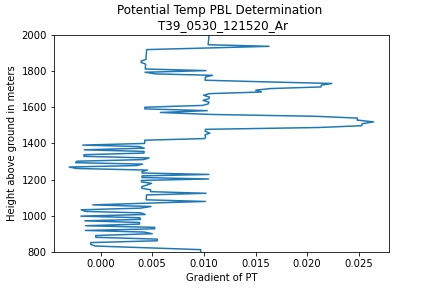 Potential Temp PBL Determination
T39_0530_121520_Ar
Height above ground in meters
2000
1800
1600
1400
1200
1000
800
0.000 0.005 0.010 0.015 0.020 0.025
Gradient of PT